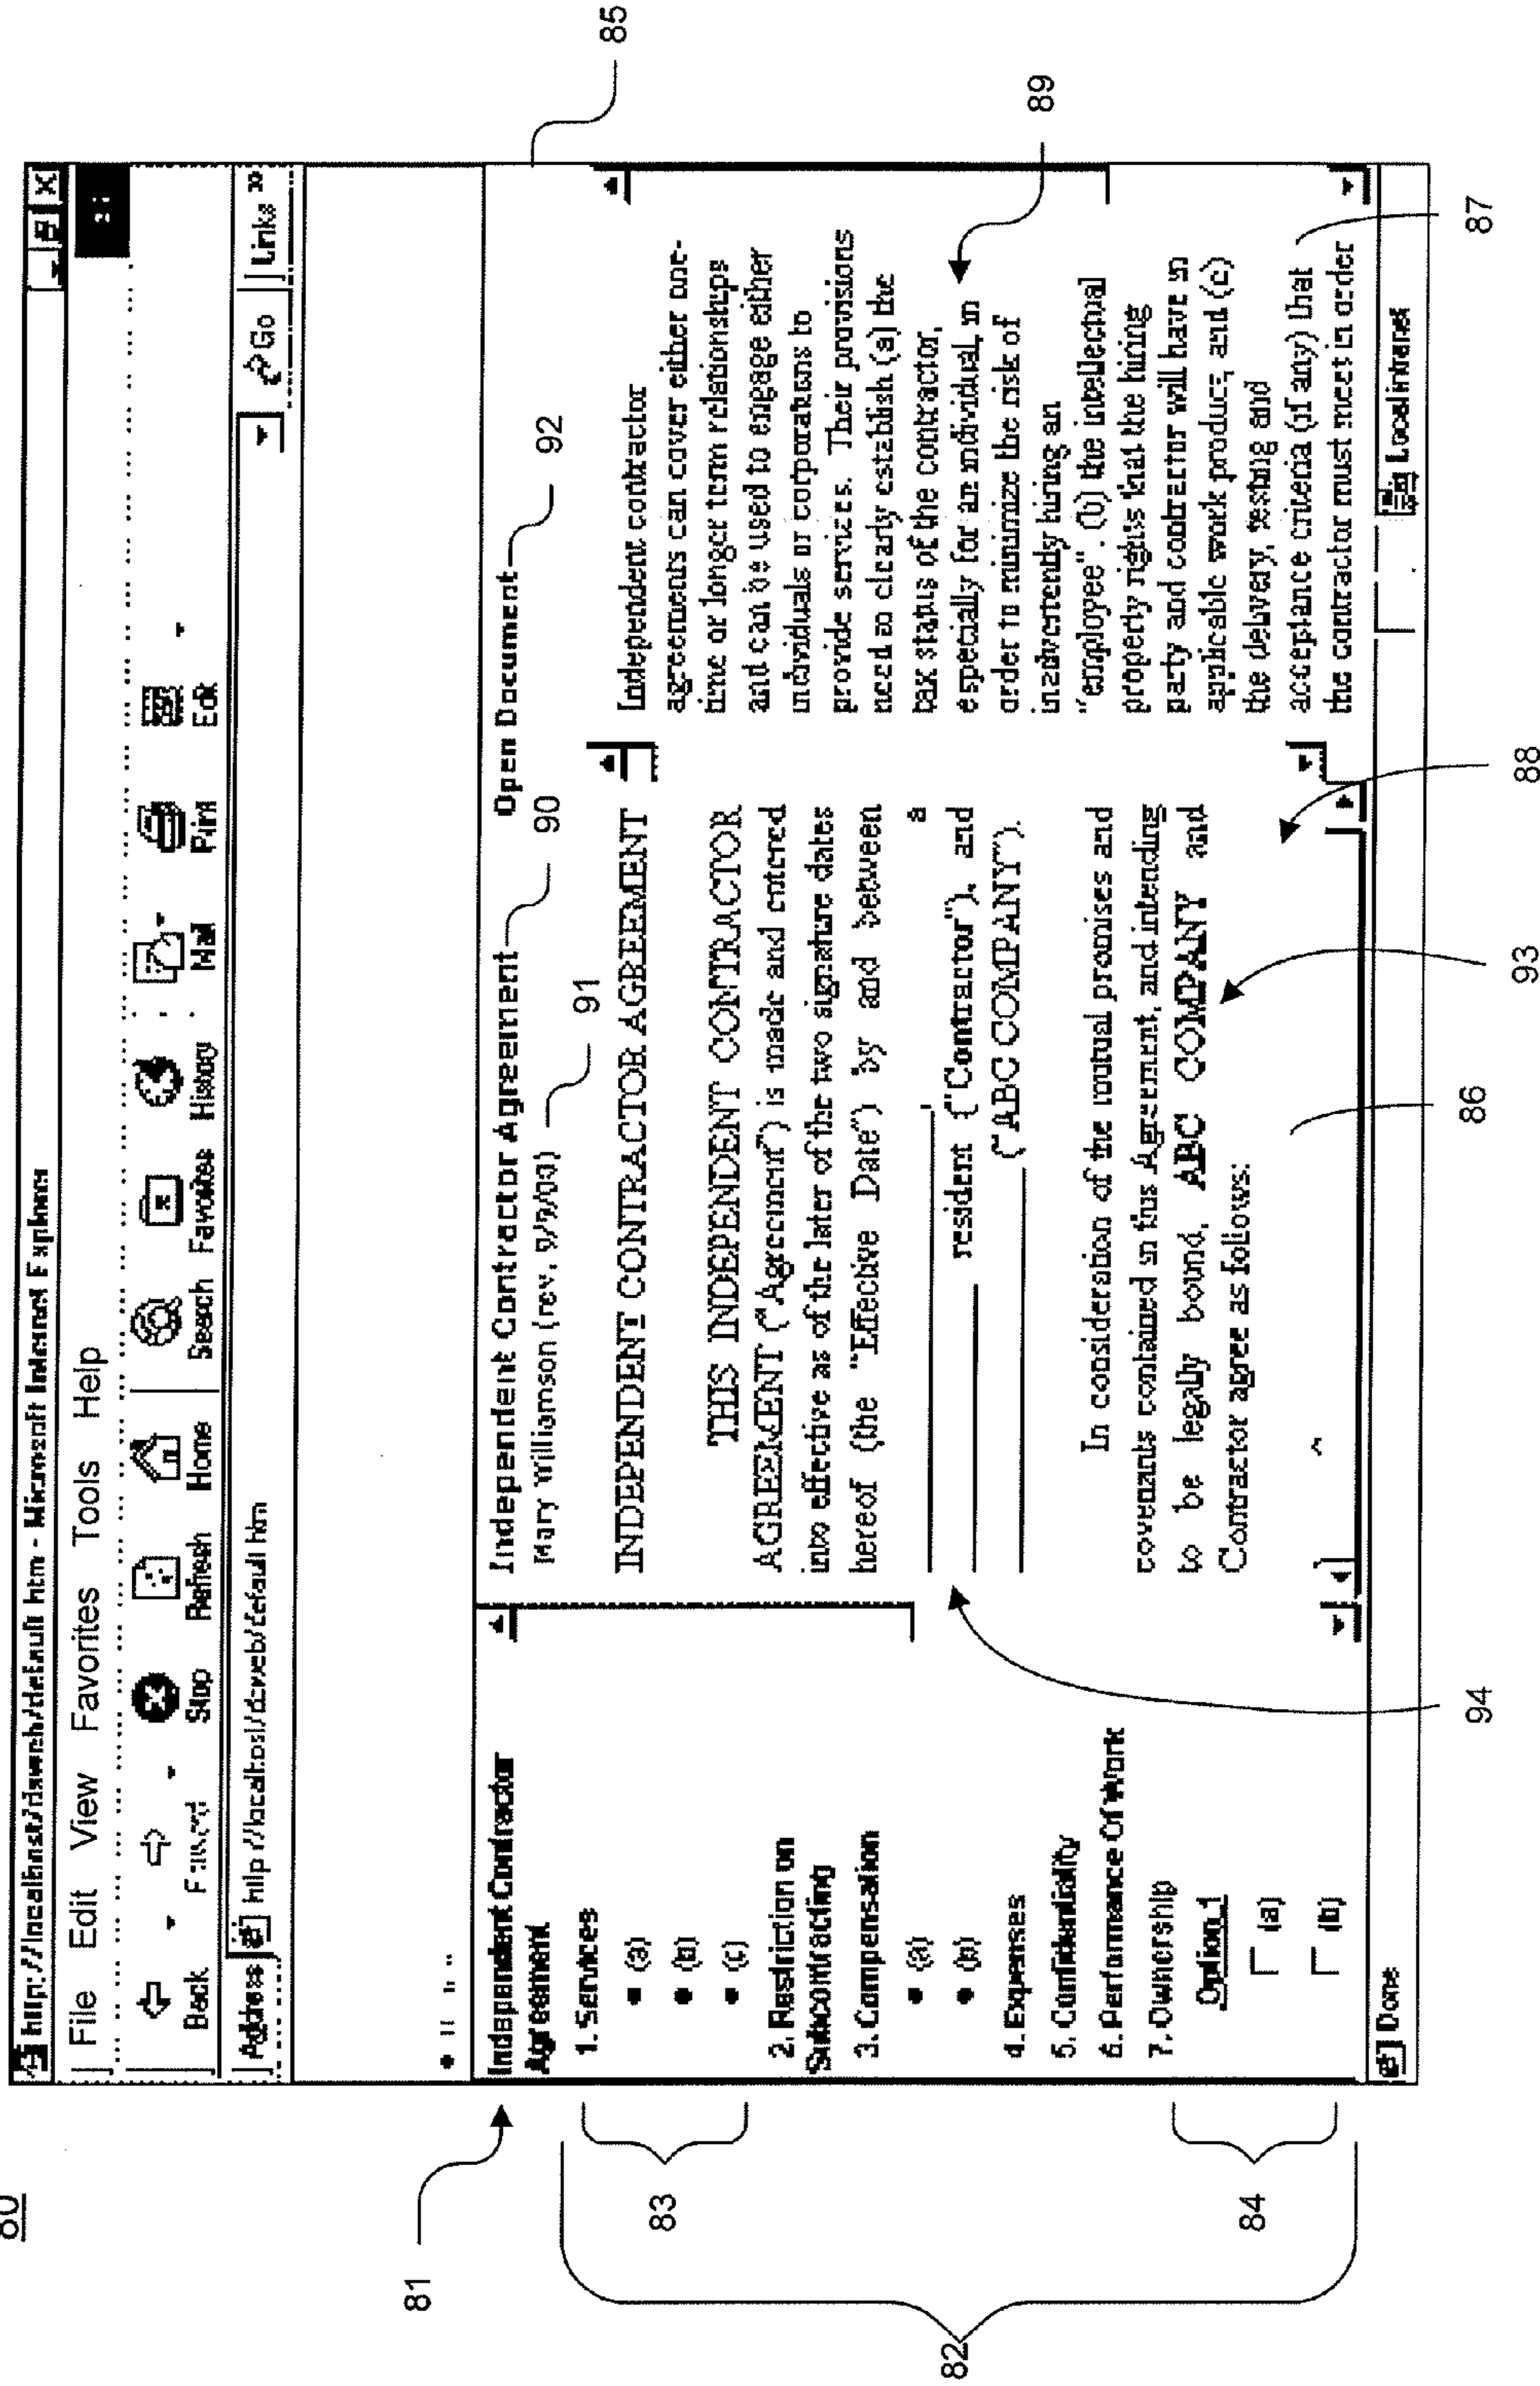 80
http://localhost/dsweb/default.htm - Microsoft Internet Explorer
File Edit View Favorites Tools Help
Back Forward Stop Refresh Home Search Favorites History Mail Print Edit
Address http://localhost/dsweb/default.htm Go Links »
81
Independent Contractor
Agreement
82
83
1. Services
• (a)
• (b)
• (c)
2. Restriction on
Subcontracting
3. Compensation
• (a)
• (b)
4. Expenses
5. Confidentiality
6. Performance Of Work
7. Ownership
84
Option 1
(a)
(b)
Independent Contractor Agreement 90
Open Document 92
85
Mary Williamson (rev. 9/9/00) 91
INDEPENDENT CONTRACTOR AGREEMENT
THIS INDEPENDENT CONTRACTOR
AGREEMENT ("Agreement") is made and entered
into effective as of the later of the two signature dates
hereof (the "Effective Date") by and between
____________, a
________ resident ("Contractor"), and
____________ ("ABC COMPANY").
In consideration of the mutual promises and
covenants contained in this Agreement, and intending
to be legally bound, ABC COMPANY and
Contractor agree as follows:
94
86
93
88
Independent contractor
agreements can cover either one-
time or longer term relationships
and can be used to engage either
individuals or corporations to
provide services. Their provisions
need to clearly establish (a) the
tax status of the contractor,
especially for an individual, in
order to minimize the risk of
inadvertently hiring an
"employee", (b) the intellectual
property rights that the hiring
party and contractor will have in
applicable work product, and (c)
the delivery, testing and
acceptance criteria (if any) that
the contractor must meet in order
89
87
Done
Local intranet